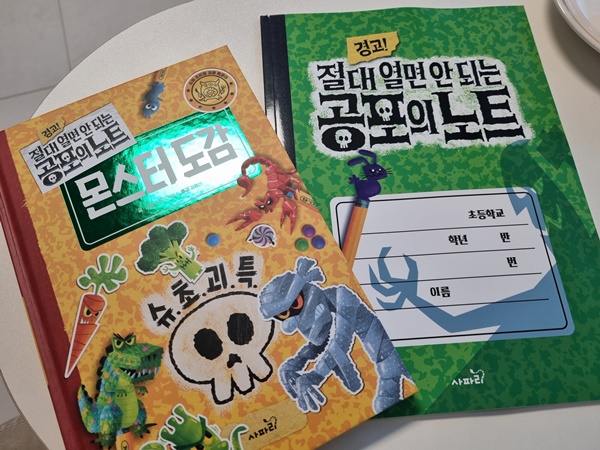 경고!
절대 열면 안 되는
공포의 노트
몬스터 도감
슈.초.괴.특.
사파리
경고!
절대 열면 안 되는
공포의 노트
초등학교
학년 반
번
이름
사파리